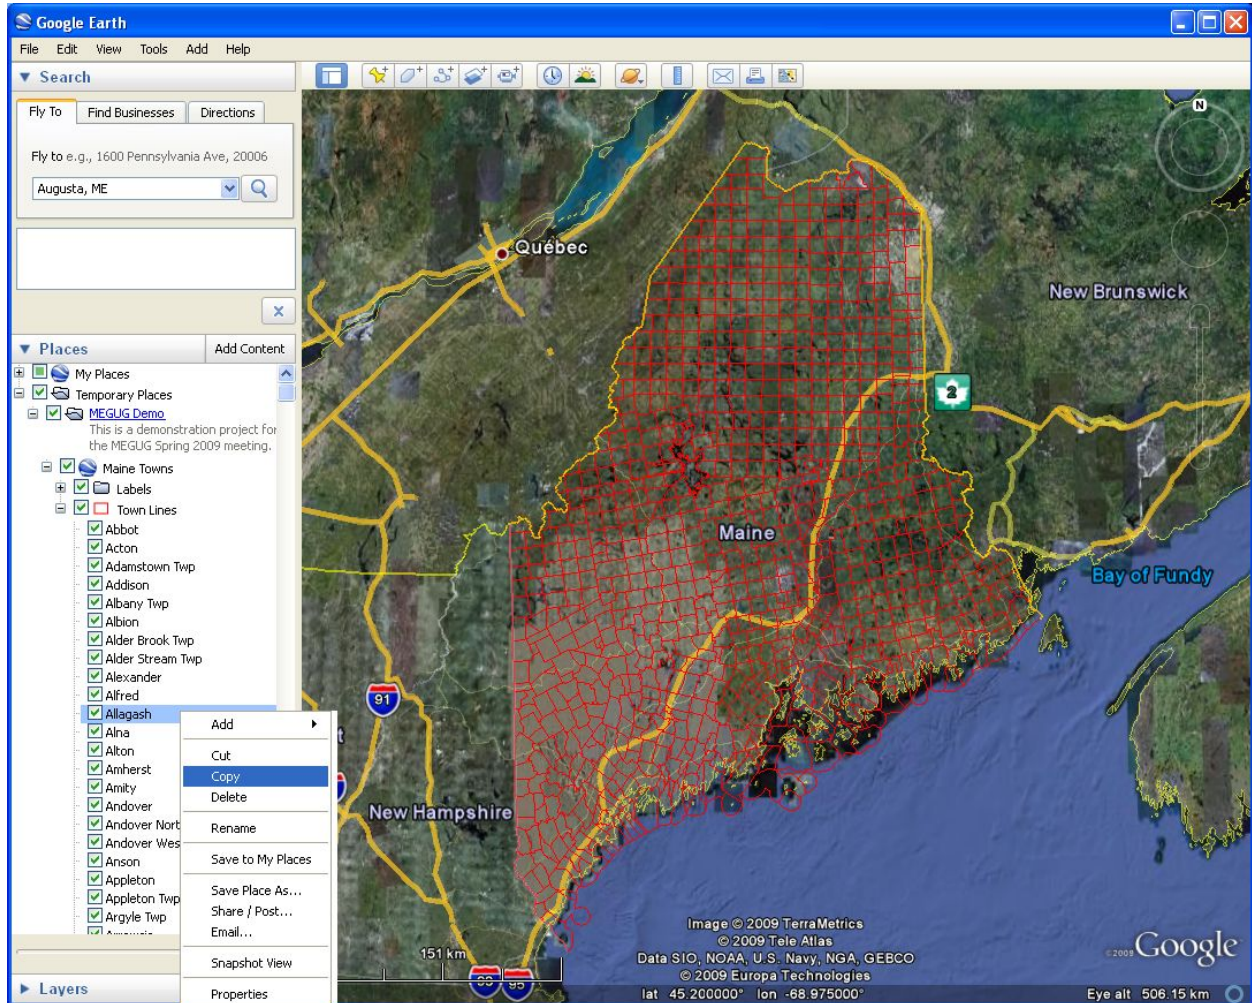 Google Earth
File Edit View Tools Add Help
Search
Fly To Find Businesses Directions
Fly to e.g., 1600 Pennsylvania Ave, 20006
Augusta, ME
Places Add Content
My Places
Temporary Places
MEGUG Demo
This is a demonstration project for
the MEGUG Spring 2009 meeting.
Maine Towns
Labels
Town Lines
Abbot
Acton
Adamstown Twp
Addison
Albany Twp
Albion
Alder Brook Twp
Alder Stream Twp
Alexander
Alfred
Allagash
Alna
Alton
Amherst
Amity
Andover
Andover Nort
Andover Wes
Anson
Appleton
Appleton Twp
Argyle Twp
Layers
Add
Cut
Copy
Delete
Rename
Save to My Places
Save Place As...
Share / Post...
Email...
Snapshot View
Properties
N
Québec
New Brunswick
2
Maine
Bay of Fundy
91
New Hampshire
151 km
93 95
Image © 2009 TerraMetrics
© 2009 Tele Atlas
Data SIO, NOAA, U.S. Navy, NGA, GEBCO
© 2009 Europa Technologies
©2009 Google
lat 45.200000° lon -68.975000°
Eye alt 506.15 km